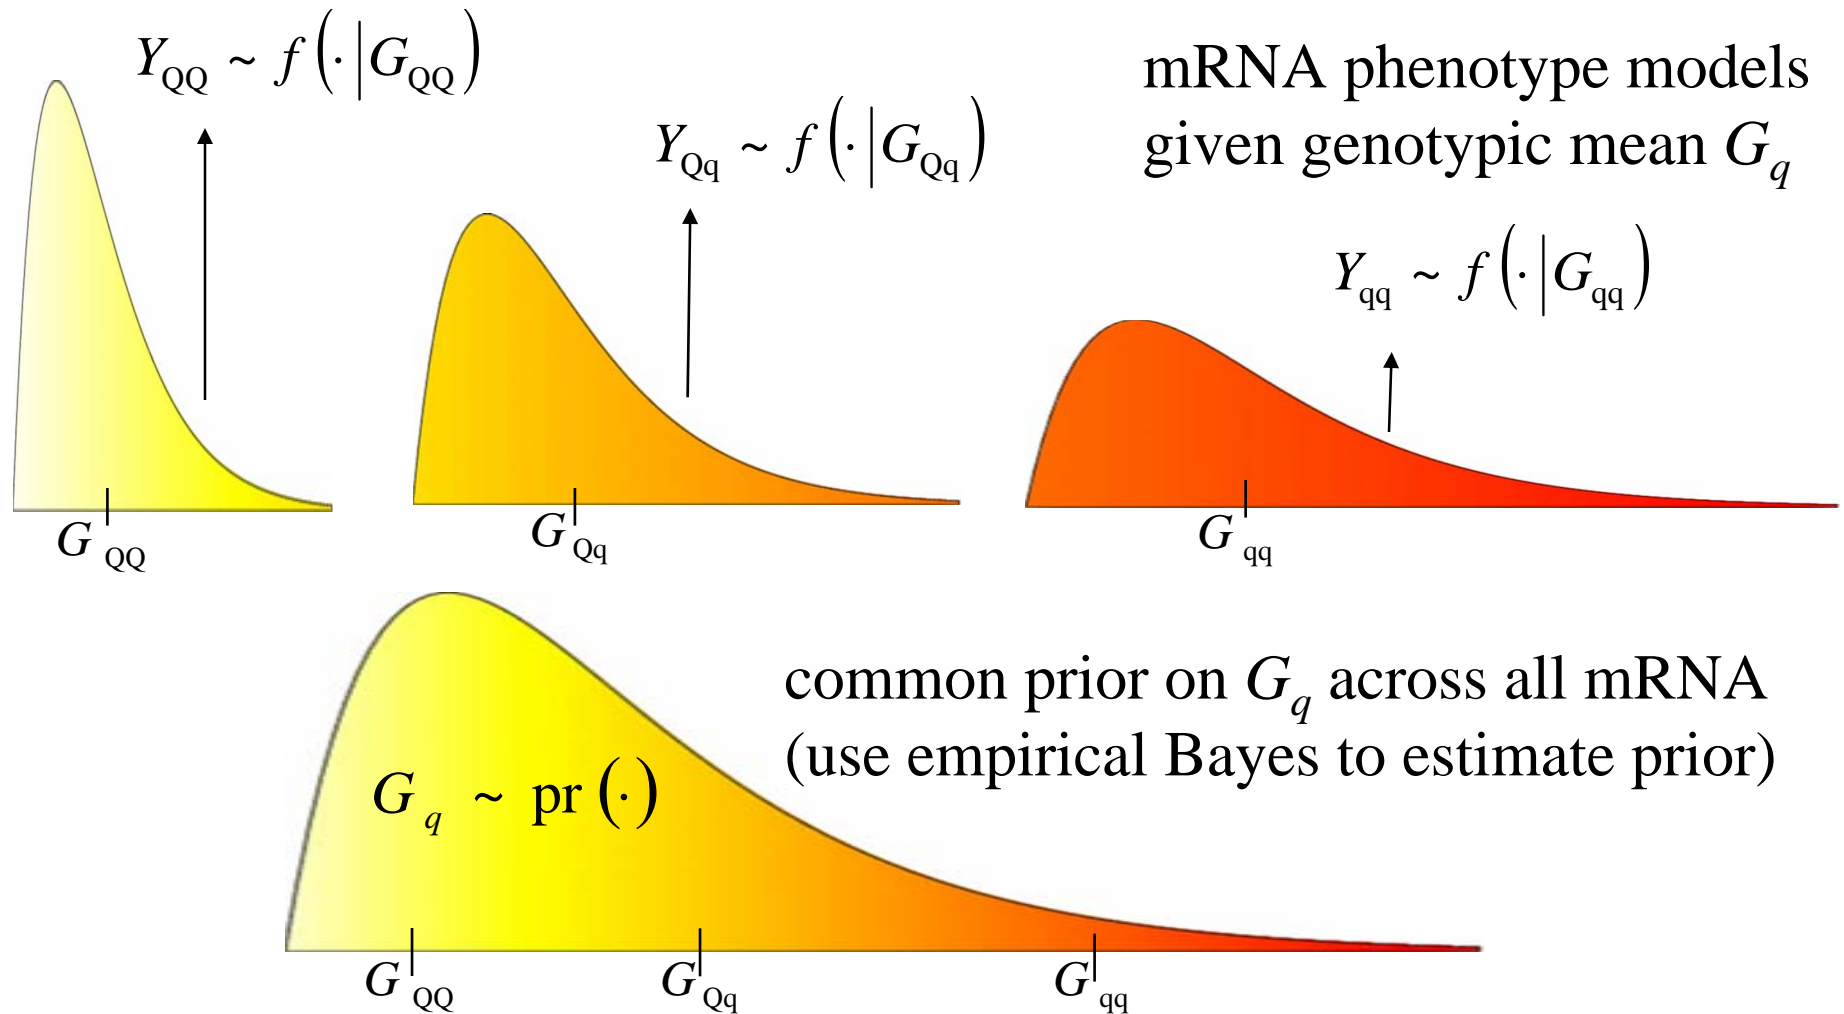 Y_QQ ~ f(·|G_QQ)
mRNA phenotype models
given genotypic mean G_q
Y_Qq ~ f(·|G_Qq)
Y_qq ~ f(·|G_qq)
G_QQ
G_Qq
G_qq
common prior on G_q across all mRNA
(use empirical Bayes to estimate prior)
G_q ~ pr(·)
G_QQ
G_Qq
G_qq